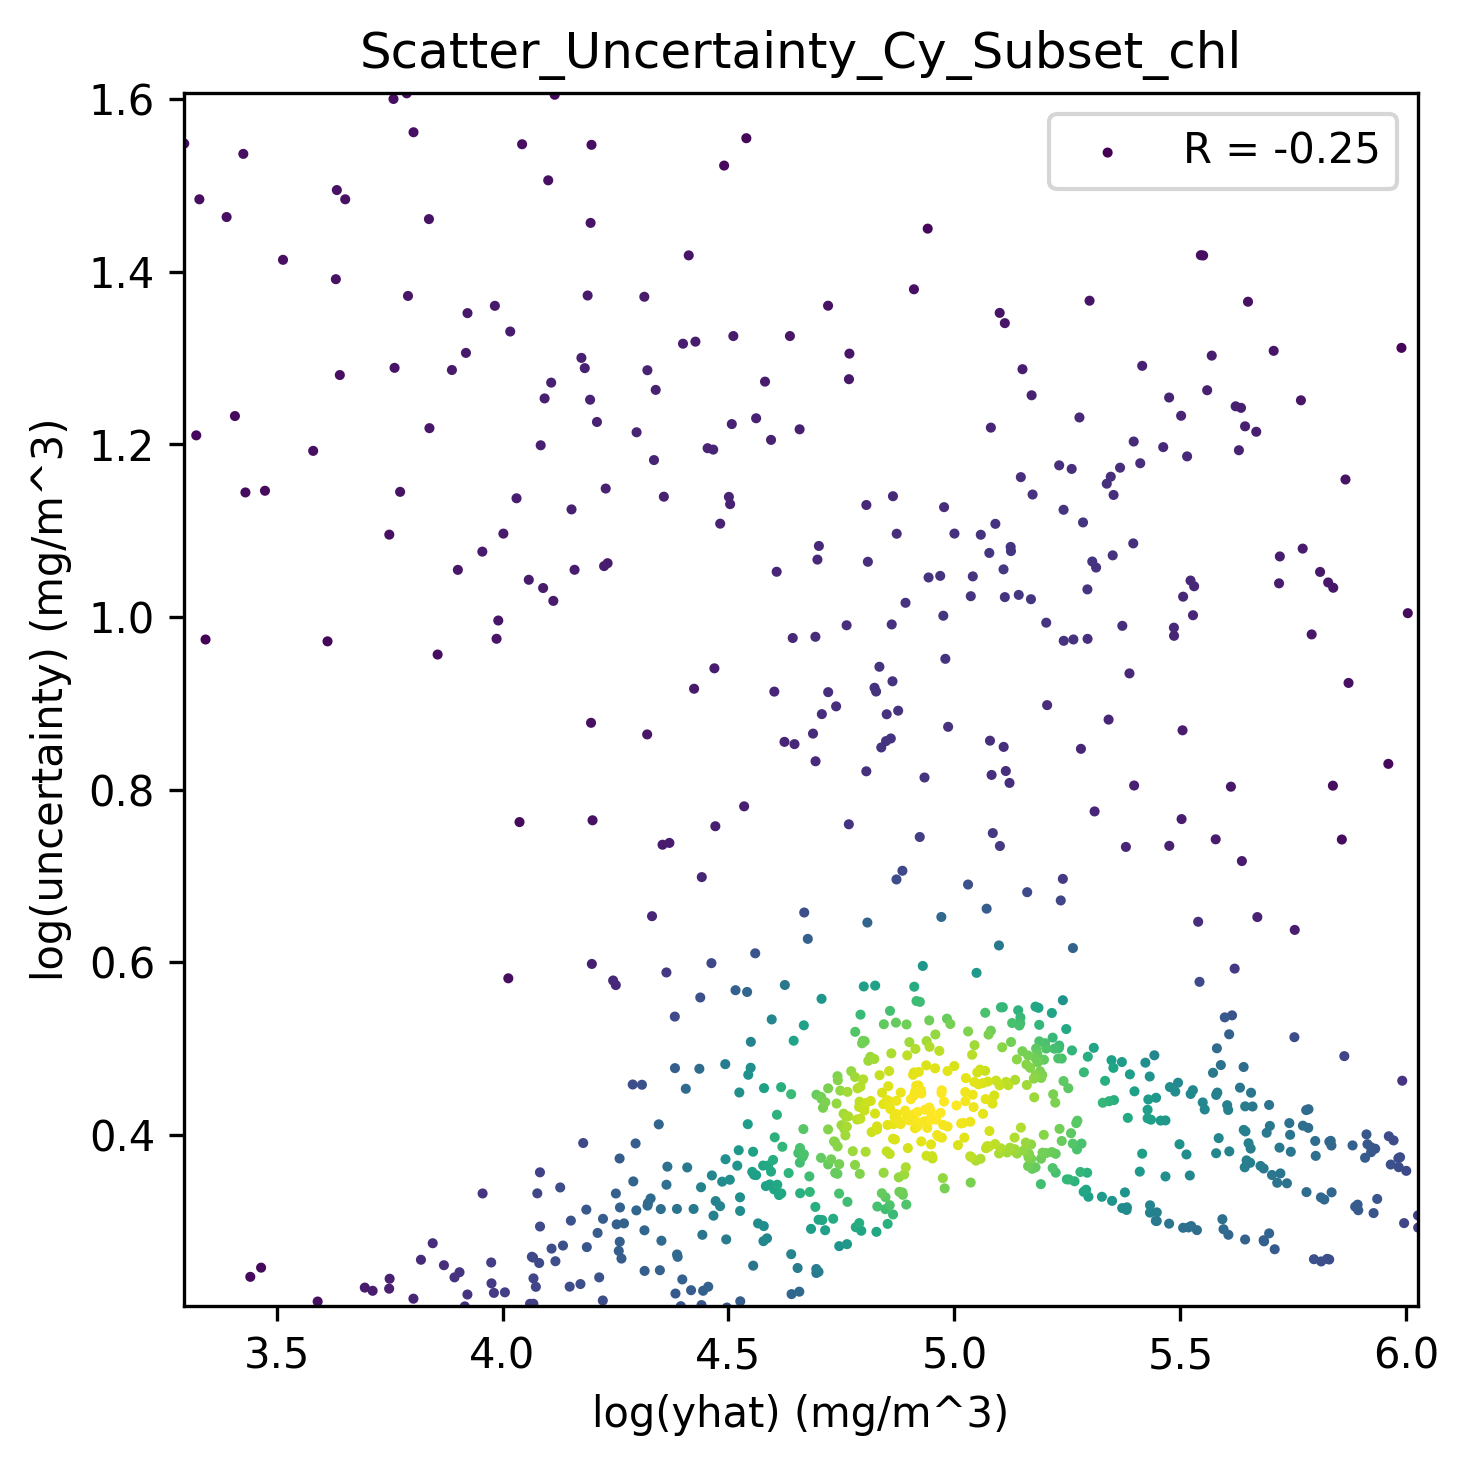 Scatter_Uncertainty_Cy_Subset_chl
R = -0.25
log(uncertainty) (mg/m^3)
1.6
1.4
1.2
1.0
0.8
0.6
0.4
3.5 4.0 4.5 5.0 5.5 6.0
log(yhat) (mg/m^3)